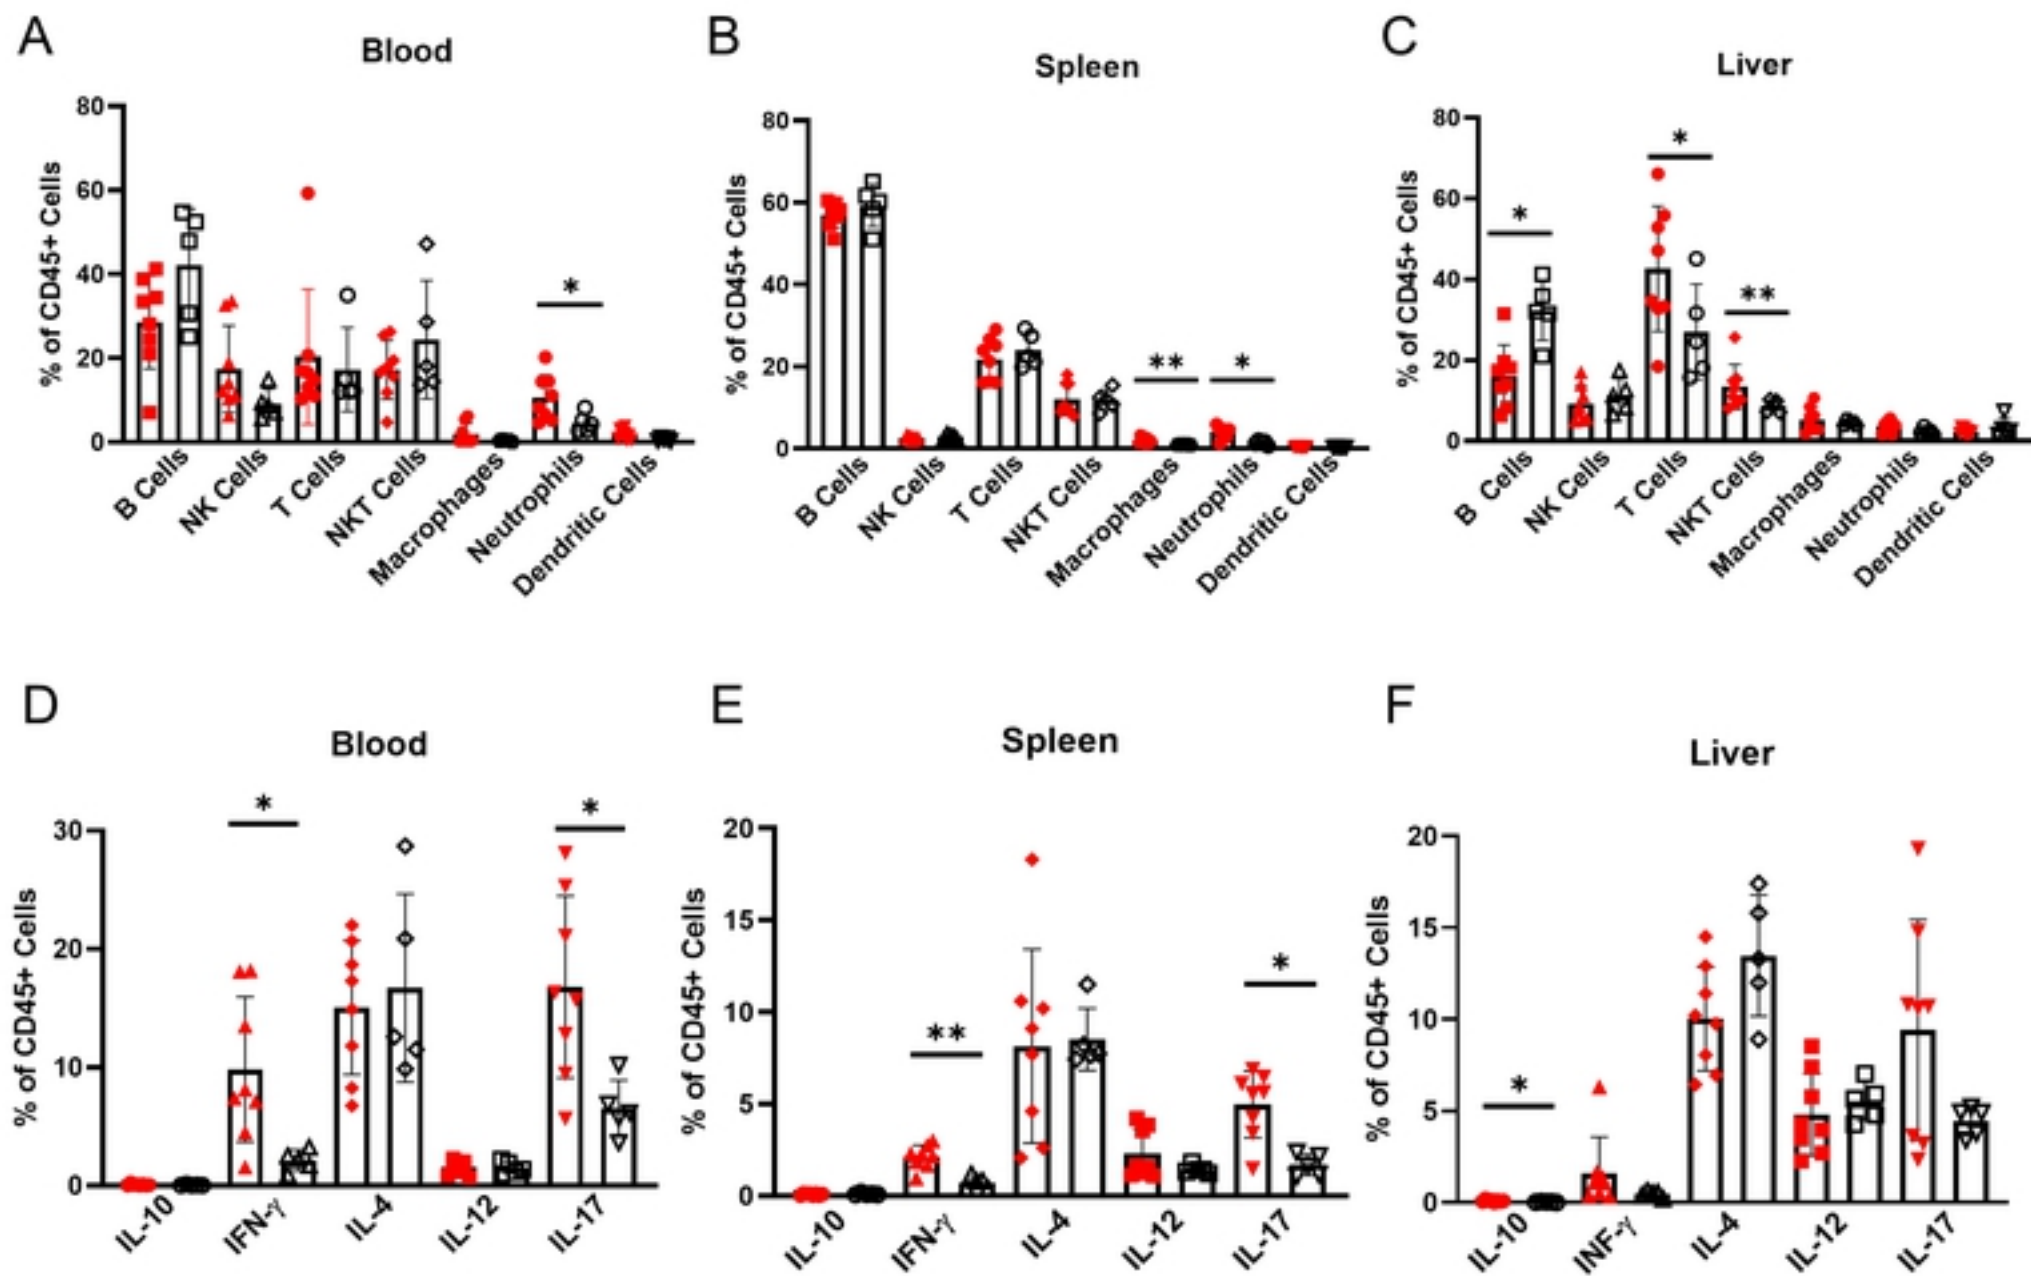 A
Blood
% of CD45+ Cells
80
60
40
20
0
*
B Cells
NK Cells
T Cells
NKT Cells
Macrophages
Neutrophils
Dendritic Cells
B
Spleen
% of CD45+ Cells
80
60
40
20
0
**
*
B Cells
NK Cells
T Cells
NKT Cells
Macrophages
Neutrophils
Dendritic Cells
C
Liver
% of CD45+ Cells
80
60
40
20
0
*
*
**
B Cells
NK Cells
T Cells
NKT Cells
Macrophages
Neutrophils
Dendritic Cells
D
Blood
% of CD45+ Cells
30
20
10
0
*
*
IL-10
IFN-γ
IL-4
IL-12
IL-17
E
Spleen
% of CD45+ Cells
20
15
10
5
0
**
*
IL-10
IFN-γ
IL-4
IL-12
IL-17
F
Liver
% of CD45+ Cells
20
15
10
5
0
*
IL-10
INF-γ
IL-4
IL-12
IL-17